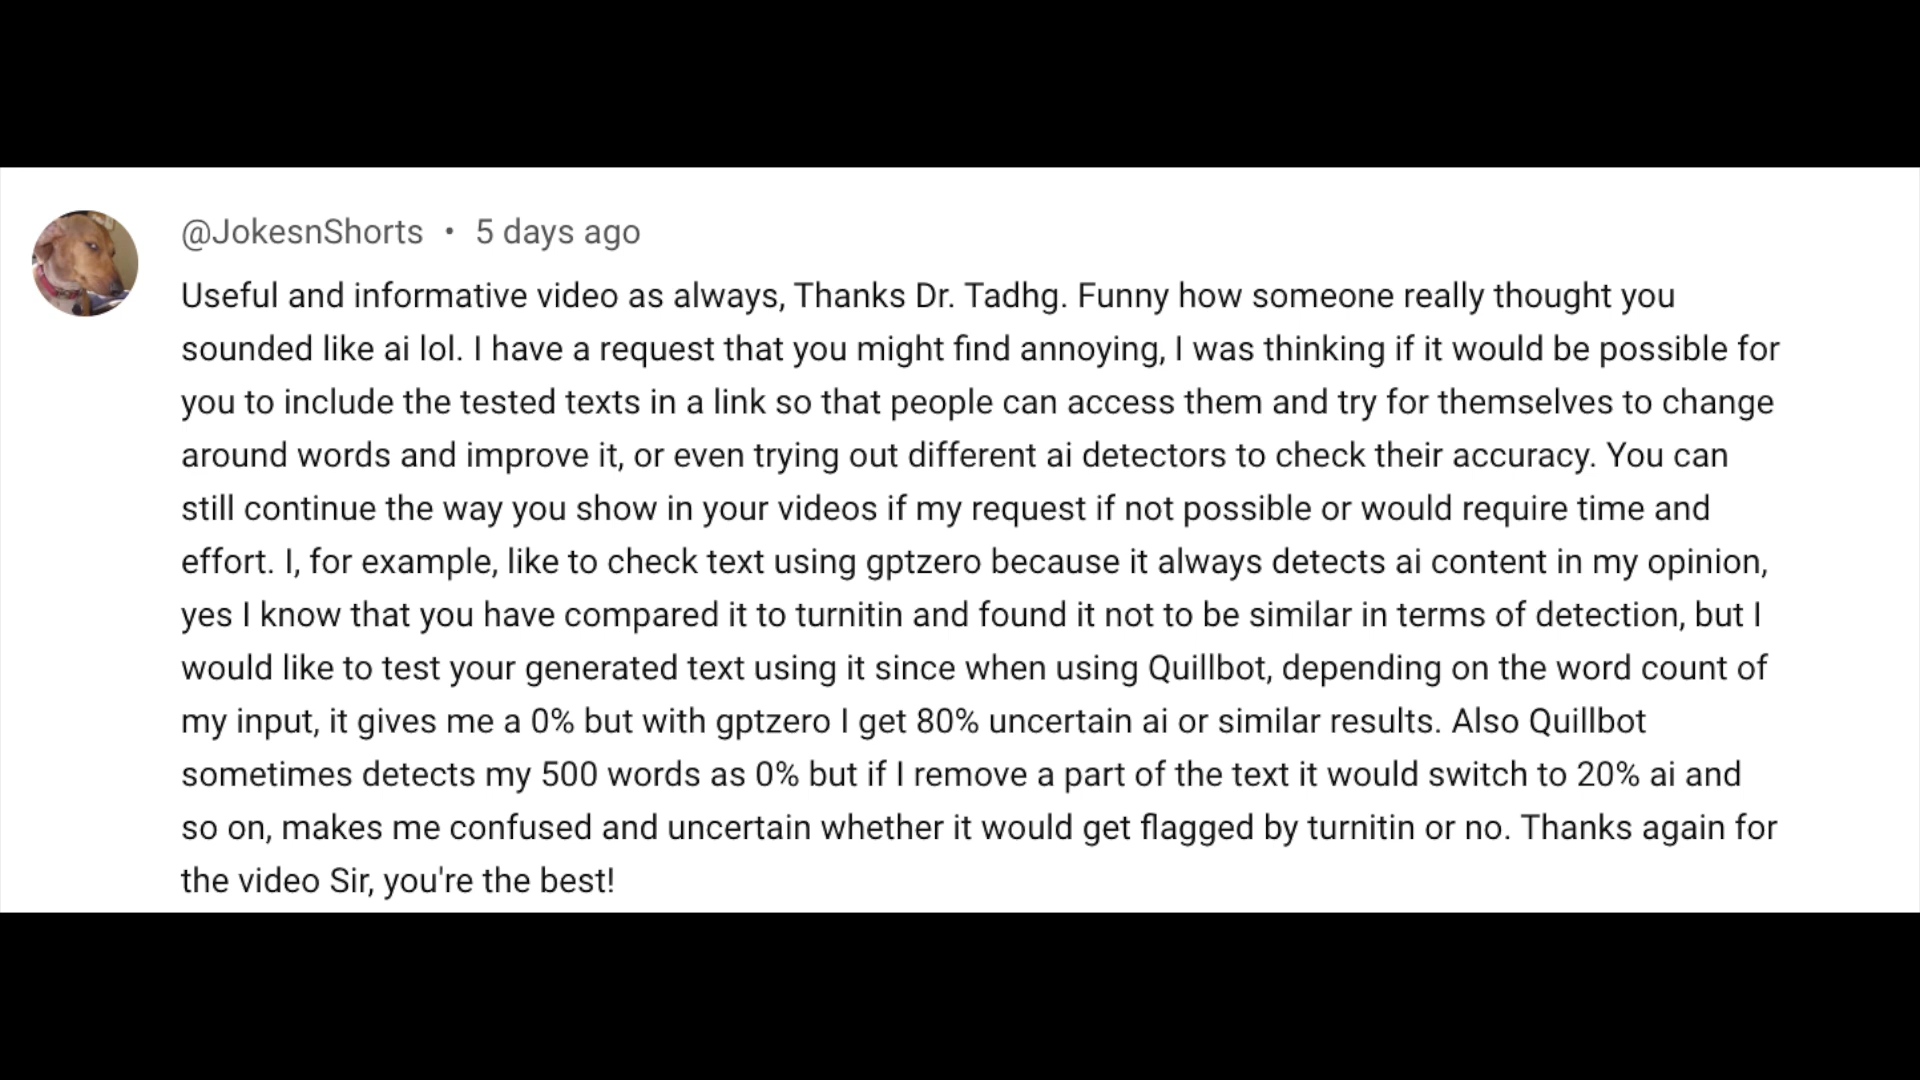 @JokesnShorts • 5 days ago
Useful and informative video as always, Thanks Dr. Tadhg. Funny how someone really thought you
sounded like ai lol. I have a request that you might find annoying, I was thinking if it would be possible for
you to include the tested texts in a link so that people can access them and try for themselves to change
around words and improve it, or even trying out different ai detectors to check their accuracy. You can
still continue the way you show in your videos if my request if not possible or would require time and
effort. I, for example, like to check text using gptzero because it always detects ai content in my opinion,
yes I know that you have compared it to turnitin and found it not to be similar in terms of detection, but I
would like to test your generated text using it since when using Quillbot, depending on the word count of
my input, it gives me a 0% but with gptzero I get 80% uncertain ai or similar results. Also Quillbot
sometimes detects my 500 words as 0% but if I remove a part of the text it would switch to 20% ai and
so on, makes me confused and uncertain whether it would get flagged by turnitin or no. Thanks again for
the video Sir, you're the best!